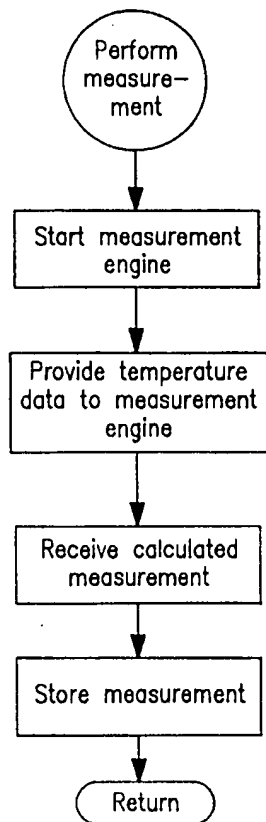 Perform
measure-
ment
Start measurement
engine
Provide temperature
data to measurement
engine
Receive calculated
measurement
Store measurement
Return